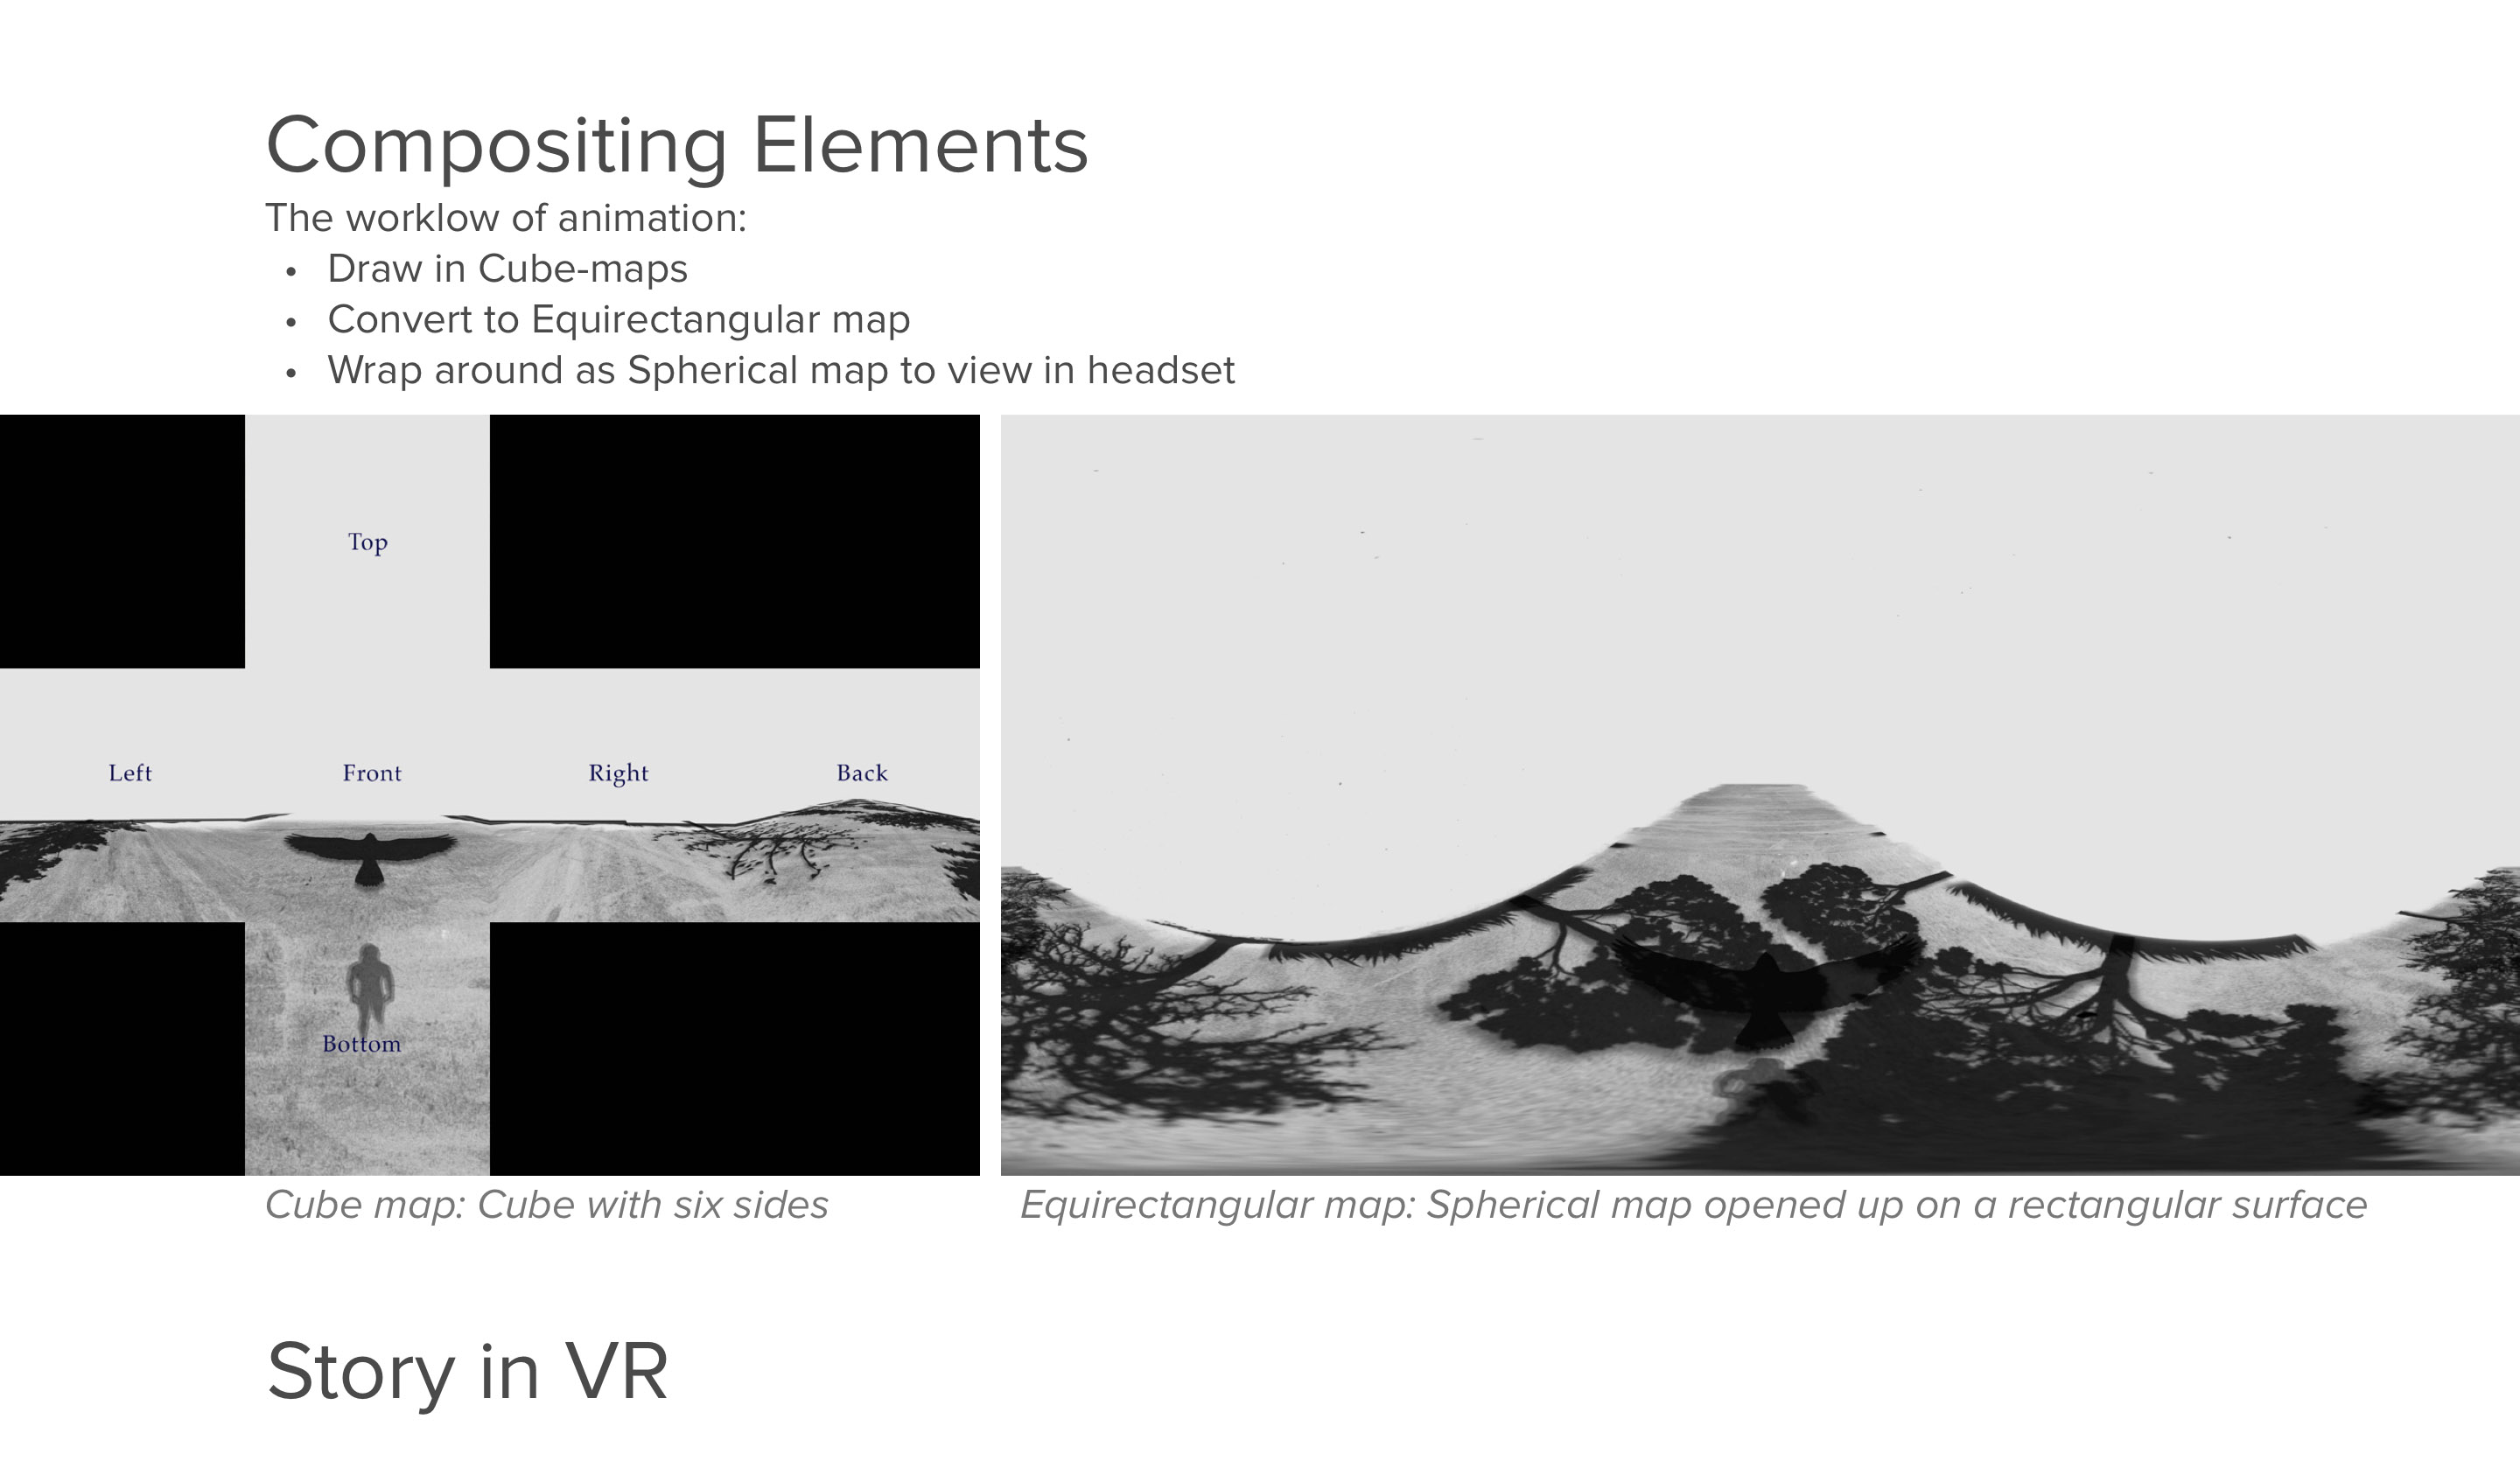 Compositing Elements
The worklow of animation:
• Draw in Cube-maps
• Convert to Equirectangular map
• Wrap around as Spherical map to view in headset
Top
Left Front Right Back
Bottom
Cube map: Cube with six sides
Equirectangular map: Spherical map opened up on a rectangular surface
Story in VR